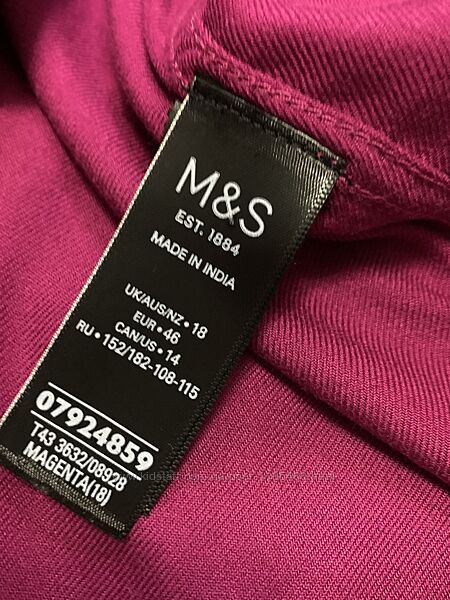 M&S
EST. 1884
MADE IN INDIA
UK/AUS/NZ • 18
EUR • 46
CAN/US • 14
RU • 152/182-108-115
07924859
T43 3632/08928
MAGENTA(18)